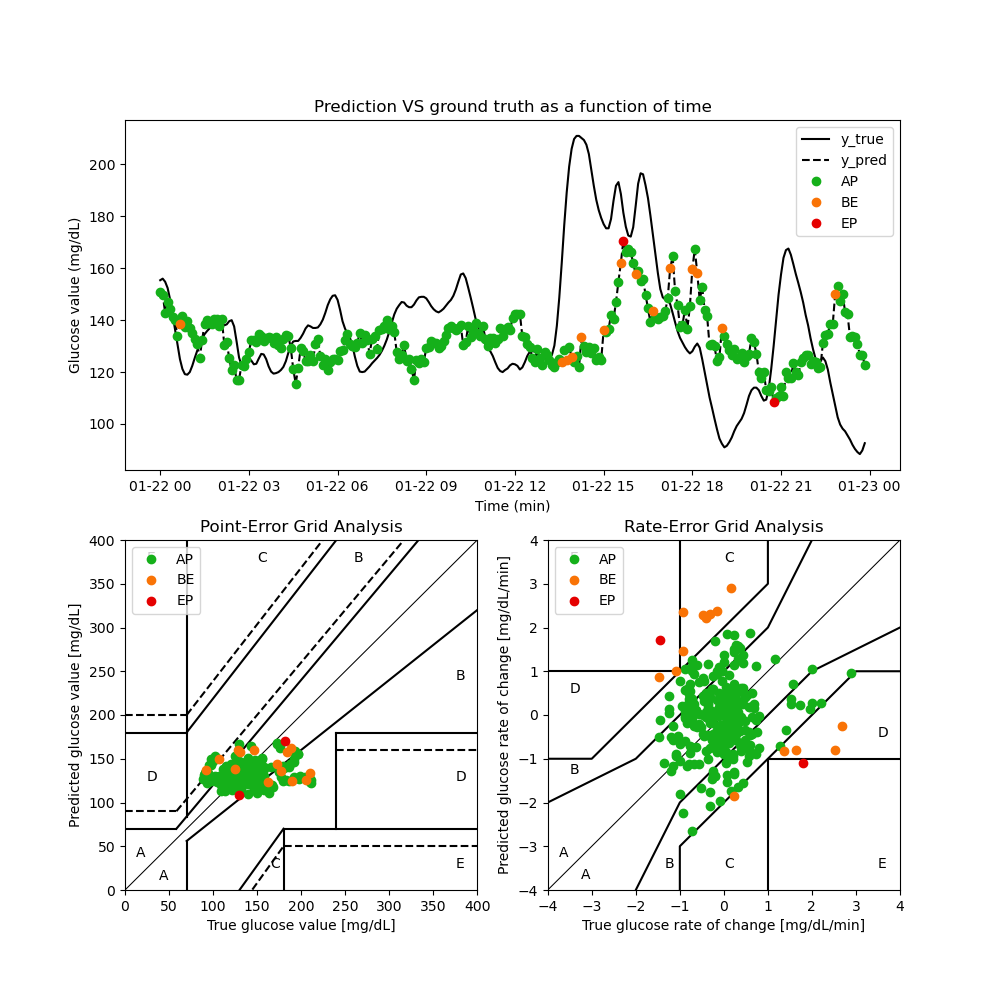 Prediction VS ground truth as a function of time
Glucose value (mg/dL)
200
180
160
140
120
100
y_true
y_pred
AP
BE
EP
01-22 00 01-22 03 01-22 06 01-22 09 01-22 12 01-22 15 01-22 18 01-22 21 01-23 00
Time (min)
Point-Error Grid Analysis
Predicted glucose value [mg/dL]
400
350
300
250
200
150
100
50
0
AP
BE
EP
C
B
B
D
D
A
A
C
E
0 50 100 150 200 250 300 350 400
True glucose value [mg/dL]
Rate-Error Grid Analysis
Predicted glucose rate of change [mg/dL/min]
4
3
2
1
0
−1
−2
−3
−4
AP
BE
EP
C
D
D
B
A
A
B
C
E
−4 −3 −2 −1 0 1 2 3 4
True glucose rate of change [mg/dL/min]